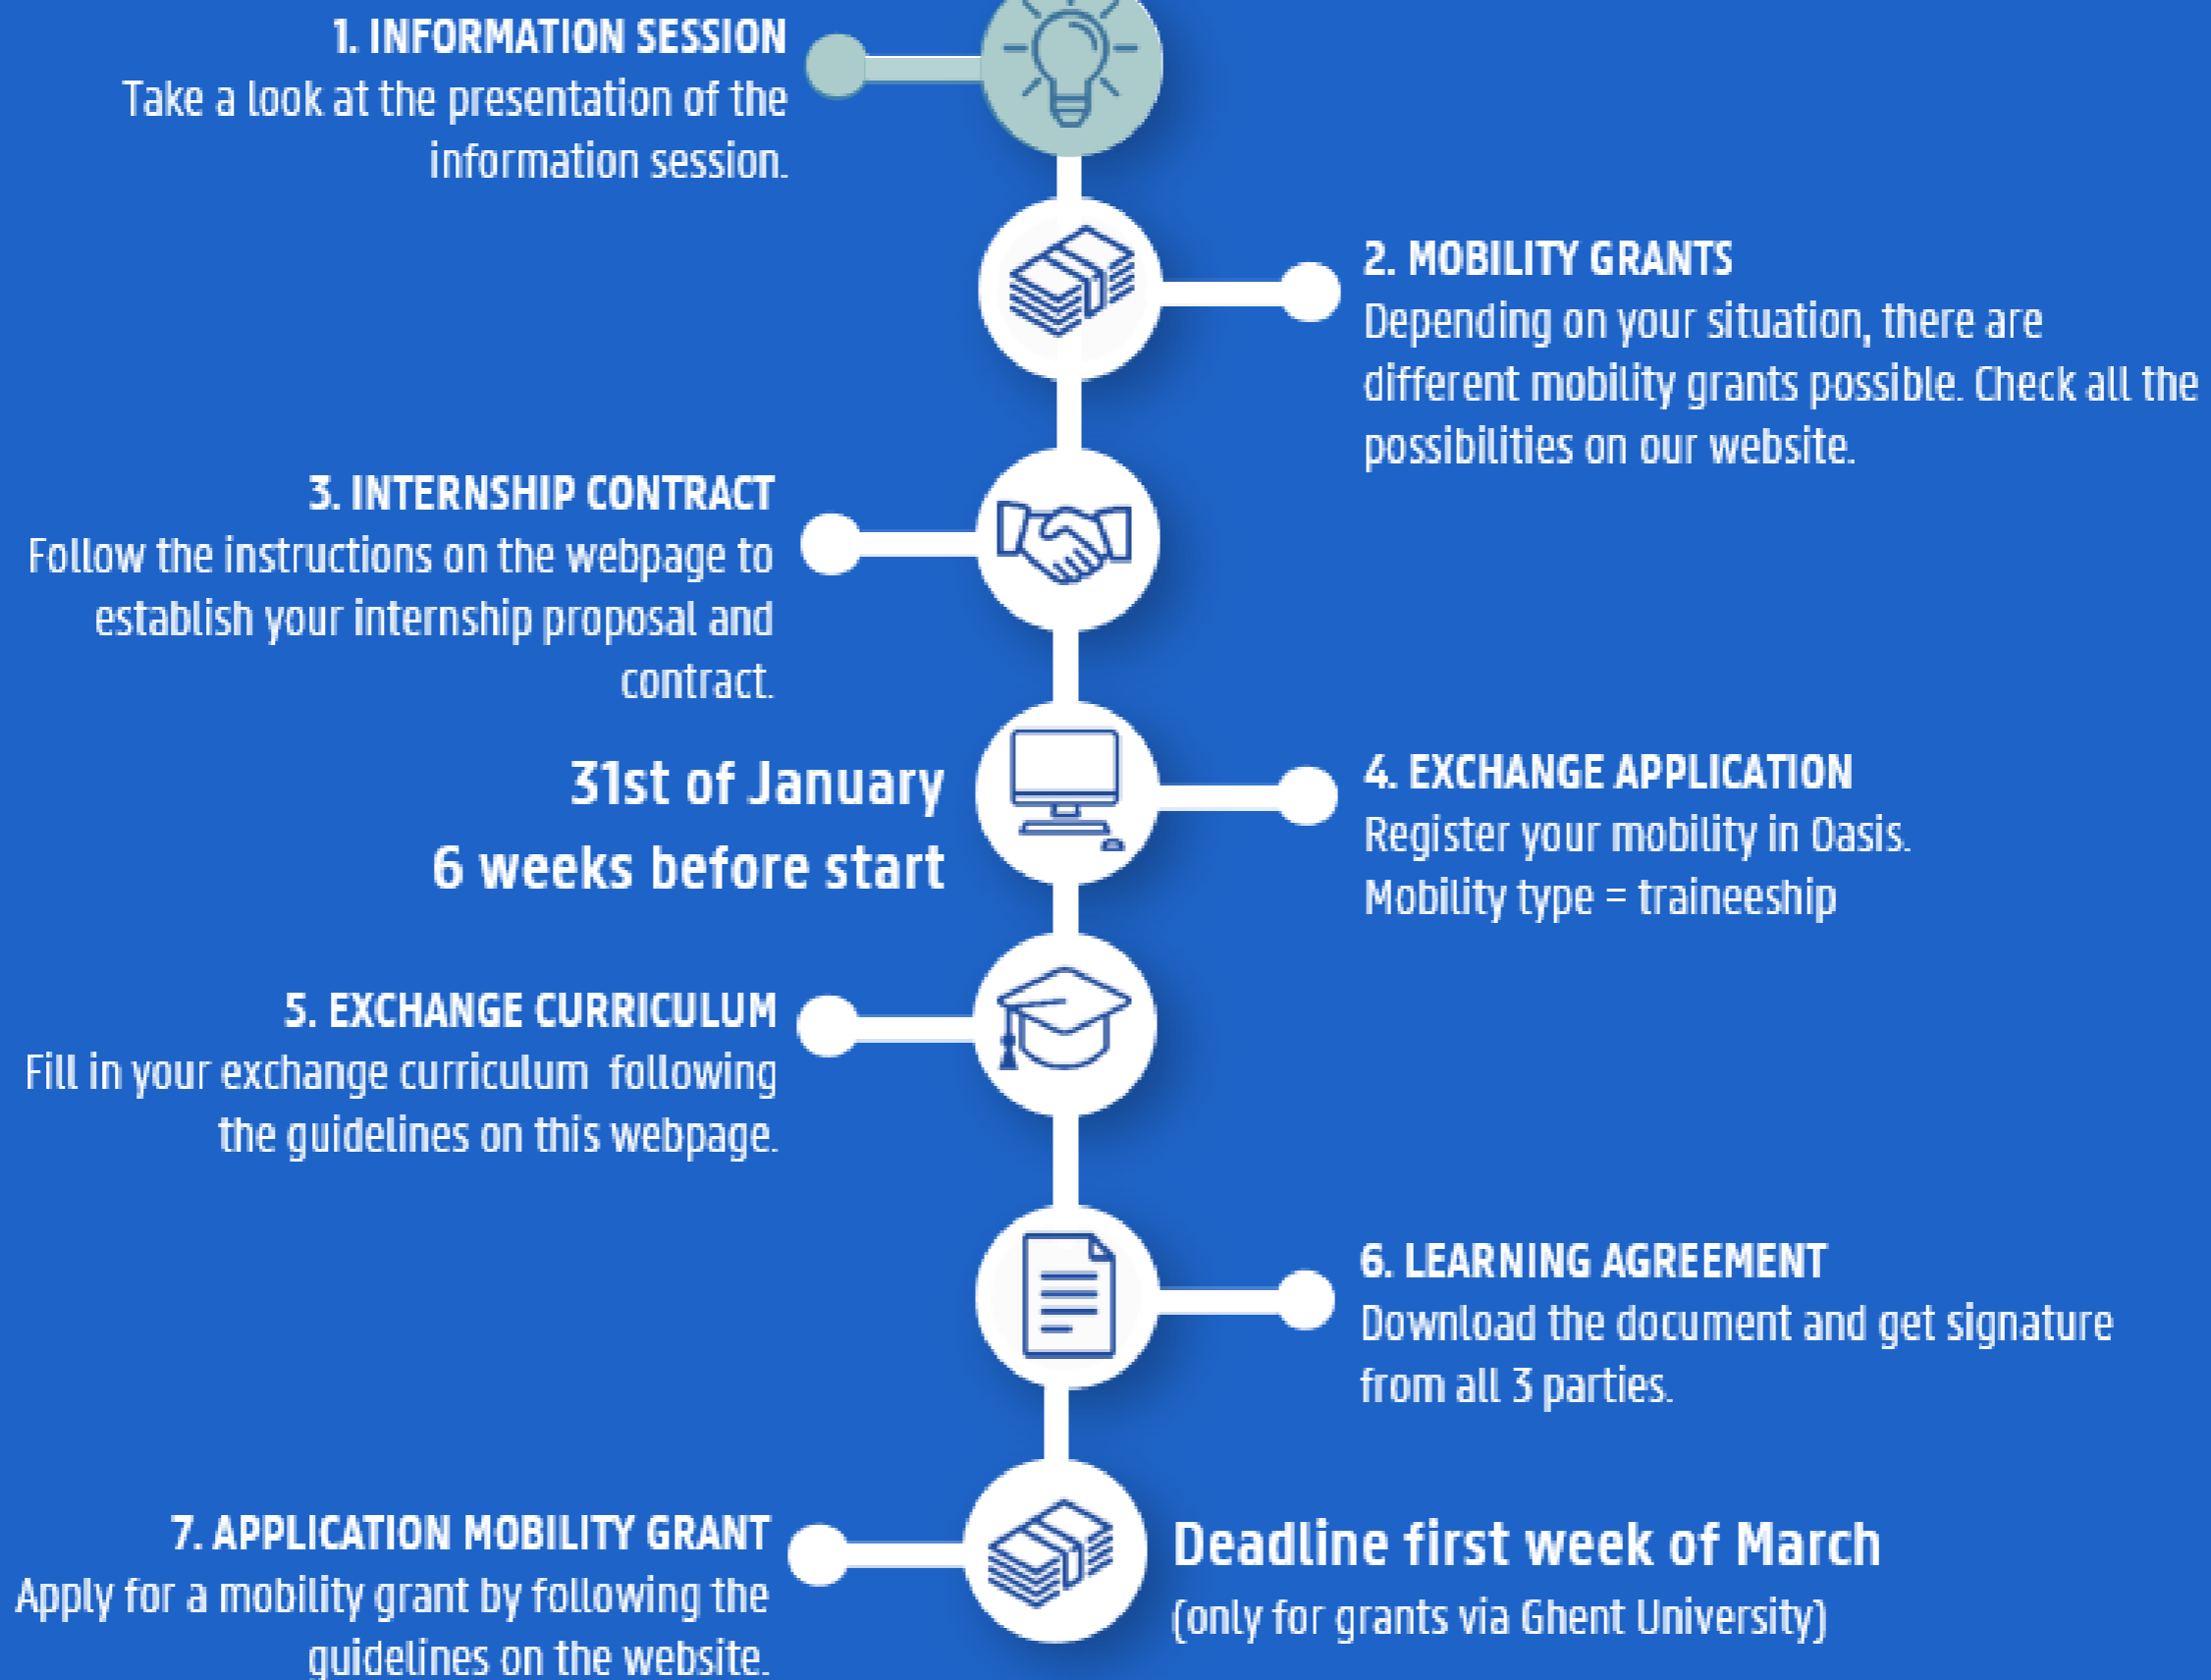 1. INFORMATION SESSION
Take a look at the presentation of the
information session.
2. MOBILITY GRANTS
Depending on your situation, there are
different mobility grants possible. Check all the
possibilities on our website.
3. INTERNSHIP CONTRACT
Follow the instructions on the webpage to
establish your internship proposal and
contract.
31st of January
6 weeks before start
4. EXCHANGE APPLICATION
Register your mobility in Oasis.
Mobility type = traineeship
5. EXCHANGE CURRICULUM
Fill in your exchange curriculum  following
the guidelines on this webpage.
6. LEARNING AGREEMENT
Download the document and get signature
from all 3 parties.
7. APPLICATION MOBILITY GRANT
Apply for a mobility grant by following the
guidelines on the website.
Deadline first week of March
(only for grants via Ghent University)